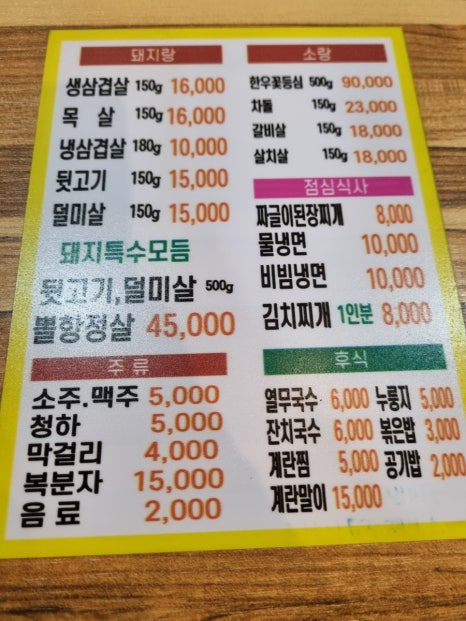 돼지랑
생삼겹살 150g 16,000
목 살 150g 16,000
냉삼겹살 180g 10,000
뒷고기 150g 15,000
덜미살 150g 15,000
돼지특수모듬
뒷고기,덜미살 500g
뽈항정살 45,000
주 류
소주.맥주 5,000
청하 5,000
막걸리 4,000
복분자 15,000
음 료 2,000
소랑
한우꽃등심 500g 90,000
차돌 150g 23,000
갈비살 150g 18,000
살치살 150g 18,000
점심식사
짜글이된장찌개 8,000
물냉면 10,000
비빔냉면 10,000
김치찌개 1인분 8,000
후식
열무국수 6,000 누룽지 5,000
잔치국수 6,000 볶은밥 3,000
계란찜 5,000 공기밥 2,000
계란말이 15,000